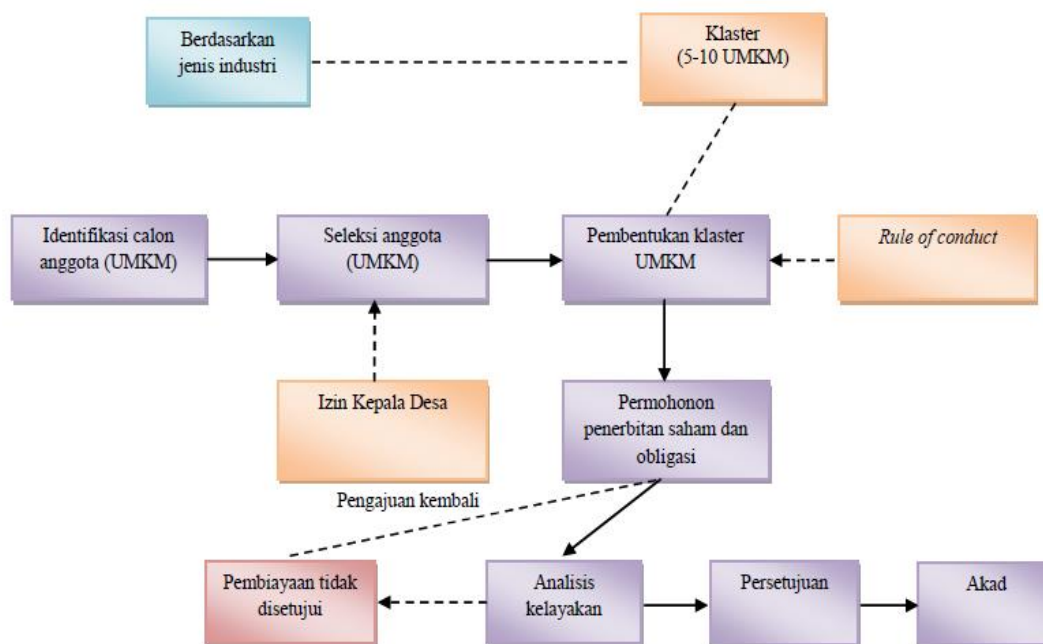 Berdasarkan
jenis industri
Klaster
(5-10 UMKM)
Identifikasi calon
anggota (UMKM)
Seleksi anggota
(UMKM)
Pembentukan klaster
UMKM
Rule of conduct
Izin Kepala Desa
Permohonon
penerbitan saham dan
obligasi
Pengajuan kembali
Pembiayaan tidak
disetujui
Analisis
kelayakan
Persetujuan
Akad